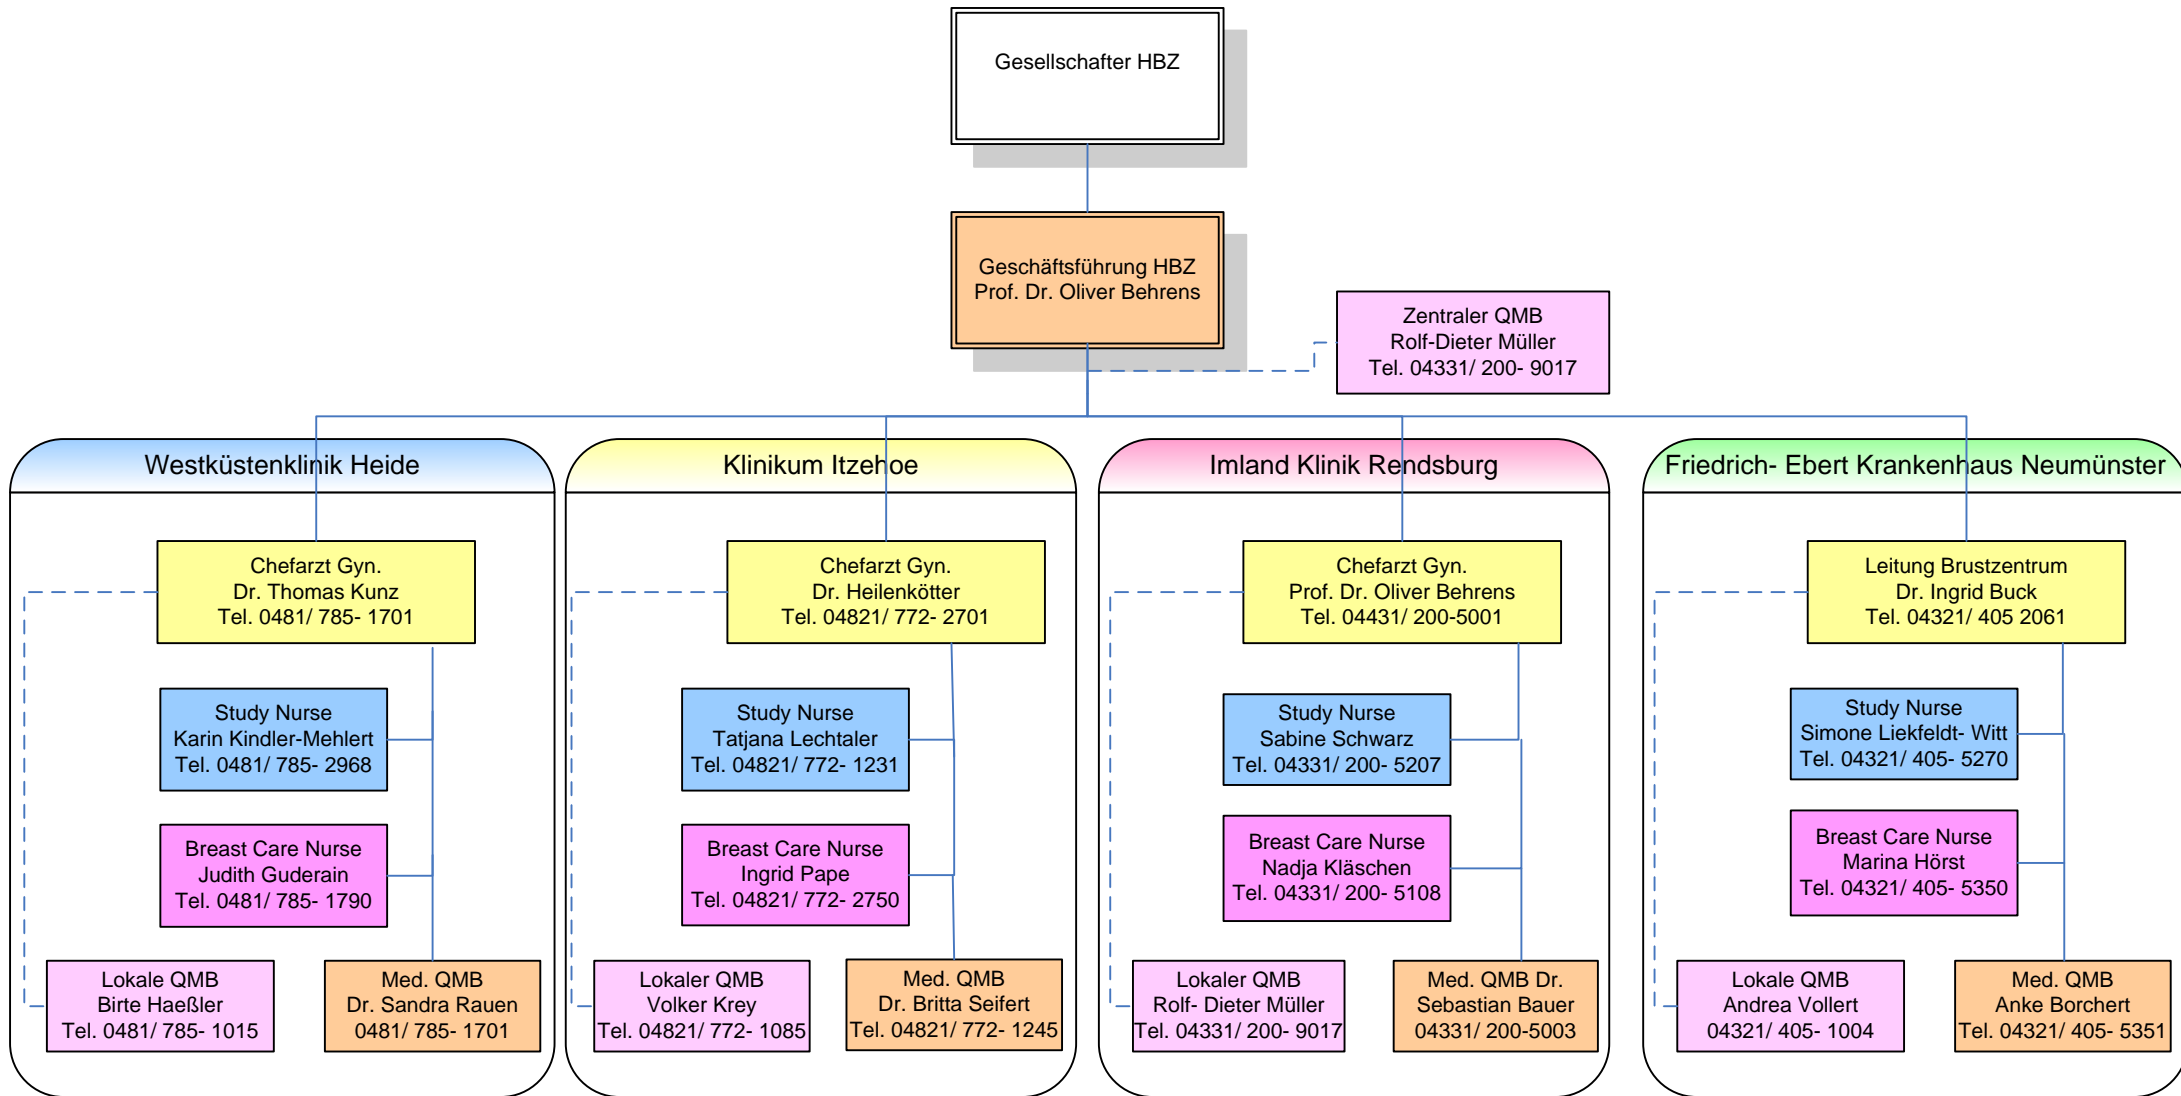 Gesellschafter HBZ
Geschäftsführung HBZ
Prof. Dr. Oliver Behrens
Zentraler QMB
Rolf-Dieter Müller
Tel. 04331/ 200- 9017
Westküstenklinik Heide
Chefarzt Gyn.
Dr. Thomas Kunz
Tel. 0481/ 785- 1701
Study Nurse
Karin Kindler-Mehlert
Tel. 0481/ 785- 2968
Breast Care Nurse
Judith Guderain
Tel. 0481/ 785- 1790
Lokale QMB
Birte Haeßler
Tel. 0481/ 785- 1015
Med. QMB
Dr. Sandra Rauen
0481/ 785- 1701
Klinikum Itzehoe
Chefarzt Gyn.
Dr. Heilenkötter
Tel. 04821/ 772- 2701
Study Nurse
Tatjana Lechtaler
Tel. 04821/ 772- 1231
Breast Care Nurse
Ingrid Pape
Tel. 04821/ 772- 2750
Lokaler QMB
Volker Krey
Tel. 04821/ 772- 1085
Med. QMB
Dr. Britta Seifert
Tel. 04821/ 772- 1245
Imland Klinik Rendsburg
Chefarzt Gyn.
Prof. Dr. Oliver Behrens
Tel. 04431/ 200-5001
Study Nurse
Sabine Schwarz
Tel. 04331/ 200- 5207
Breast Care Nurse
Nadja Kläschen
Tel. 04331/ 200- 5108
Lokaler QMB
Rolf- Dieter Müller
Tel. 04331/ 200- 9017
Med. QMB Dr.
Sebastian Bauer
04331/ 200-5003
Friedrich- Ebert Krankenhaus Neumünster
Leitung Brustzentrum
Dr. Ingrid Buck
Tel. 04321/ 405 2061
Study Nurse
Simone Liekfeldt- Witt
Tel. 04321/ 405- 5270
Breast Care Nurse
Marina Hörst
Tel. 04321/ 405- 5350
Lokale QMB
Andrea Vollert
04321/ 405- 1004
Med. QMB
Anke Borchert
Tel. 04321/ 405- 5351